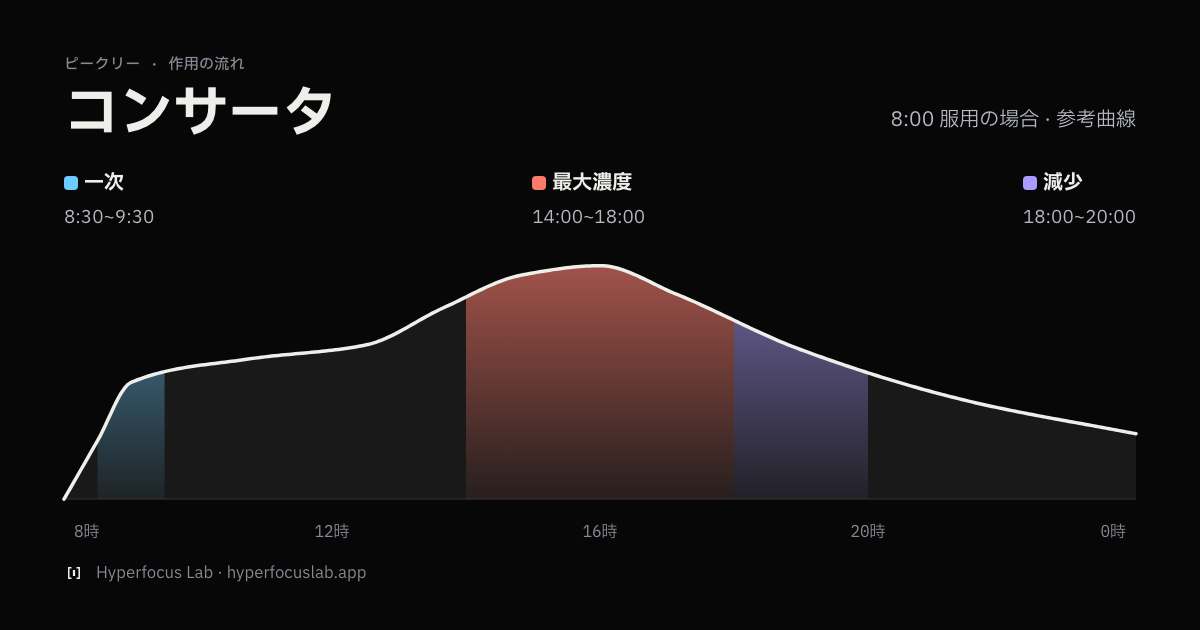 ピークリー · 作用の流れ
コンサータ
8:00 服用の場合 · 参考曲線
一次
8:30~9:30
最大濃度
14:00~18:00
減少
18:00~20:00
8時 12時 16時 20時 0時
Hyperfocus Lab · hyperfocuslab.app